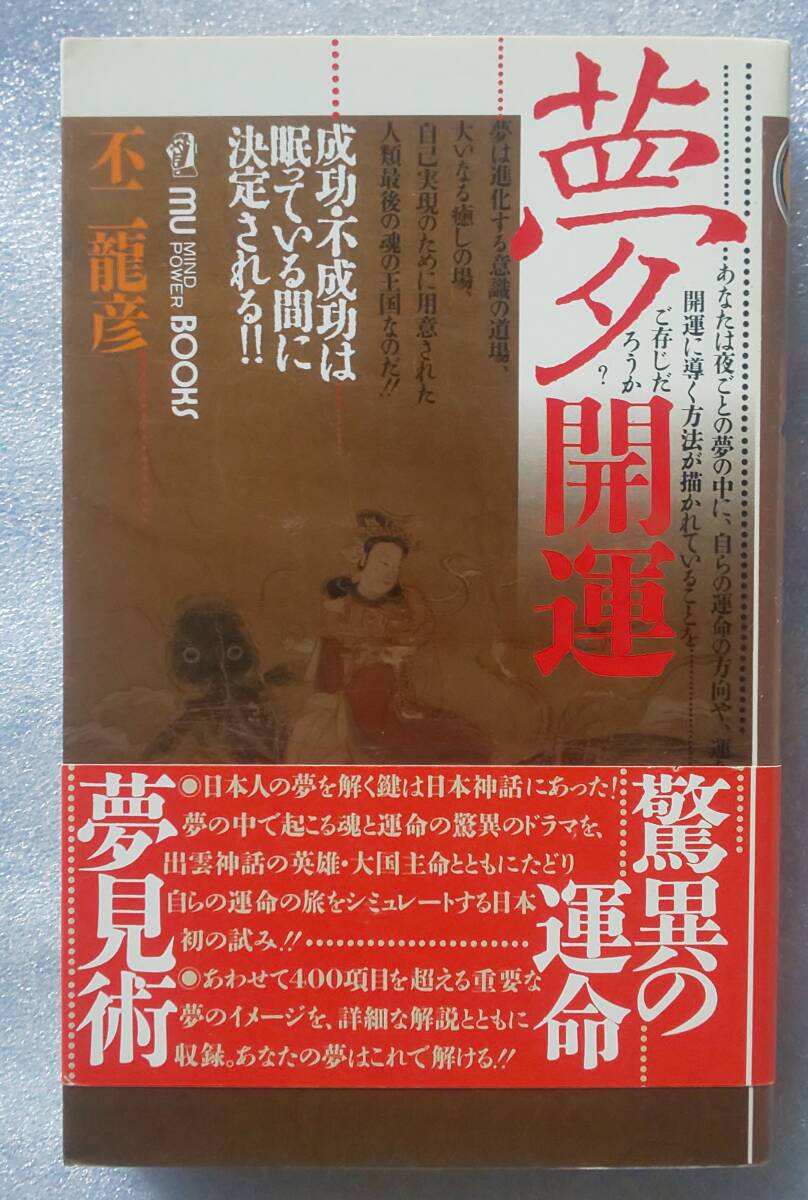 夢開運
……あなたは夜ごとの夢の中に、自らの運命の方向や、運を
開運に導く方法が描かれていることを……
ご存じだ
ろうか?
夢は進化する意識の道場、
大いなる癒しの場、
自己実現のために用意された
人類最後の魂の王国なのだ!!
成功・不成功は
眠っている間に
決定される!!
MU MIND POWER BOOKS
不二龍彦
驚異の
運命
夢見術
◎日本人の夢を解く鍵は日本神話にあった!
夢の中で起こる魂と運命の驚異のドラマを、
出雲神話の英雄・大国主命とともにたどり
自らの運命の旅をシミュレートする日本
初の試み!!……………………
◎あわせて400項目を超える重要な
夢のイメージを、詳細な解説とともに
収録。あなたの夢はこれで解ける!!